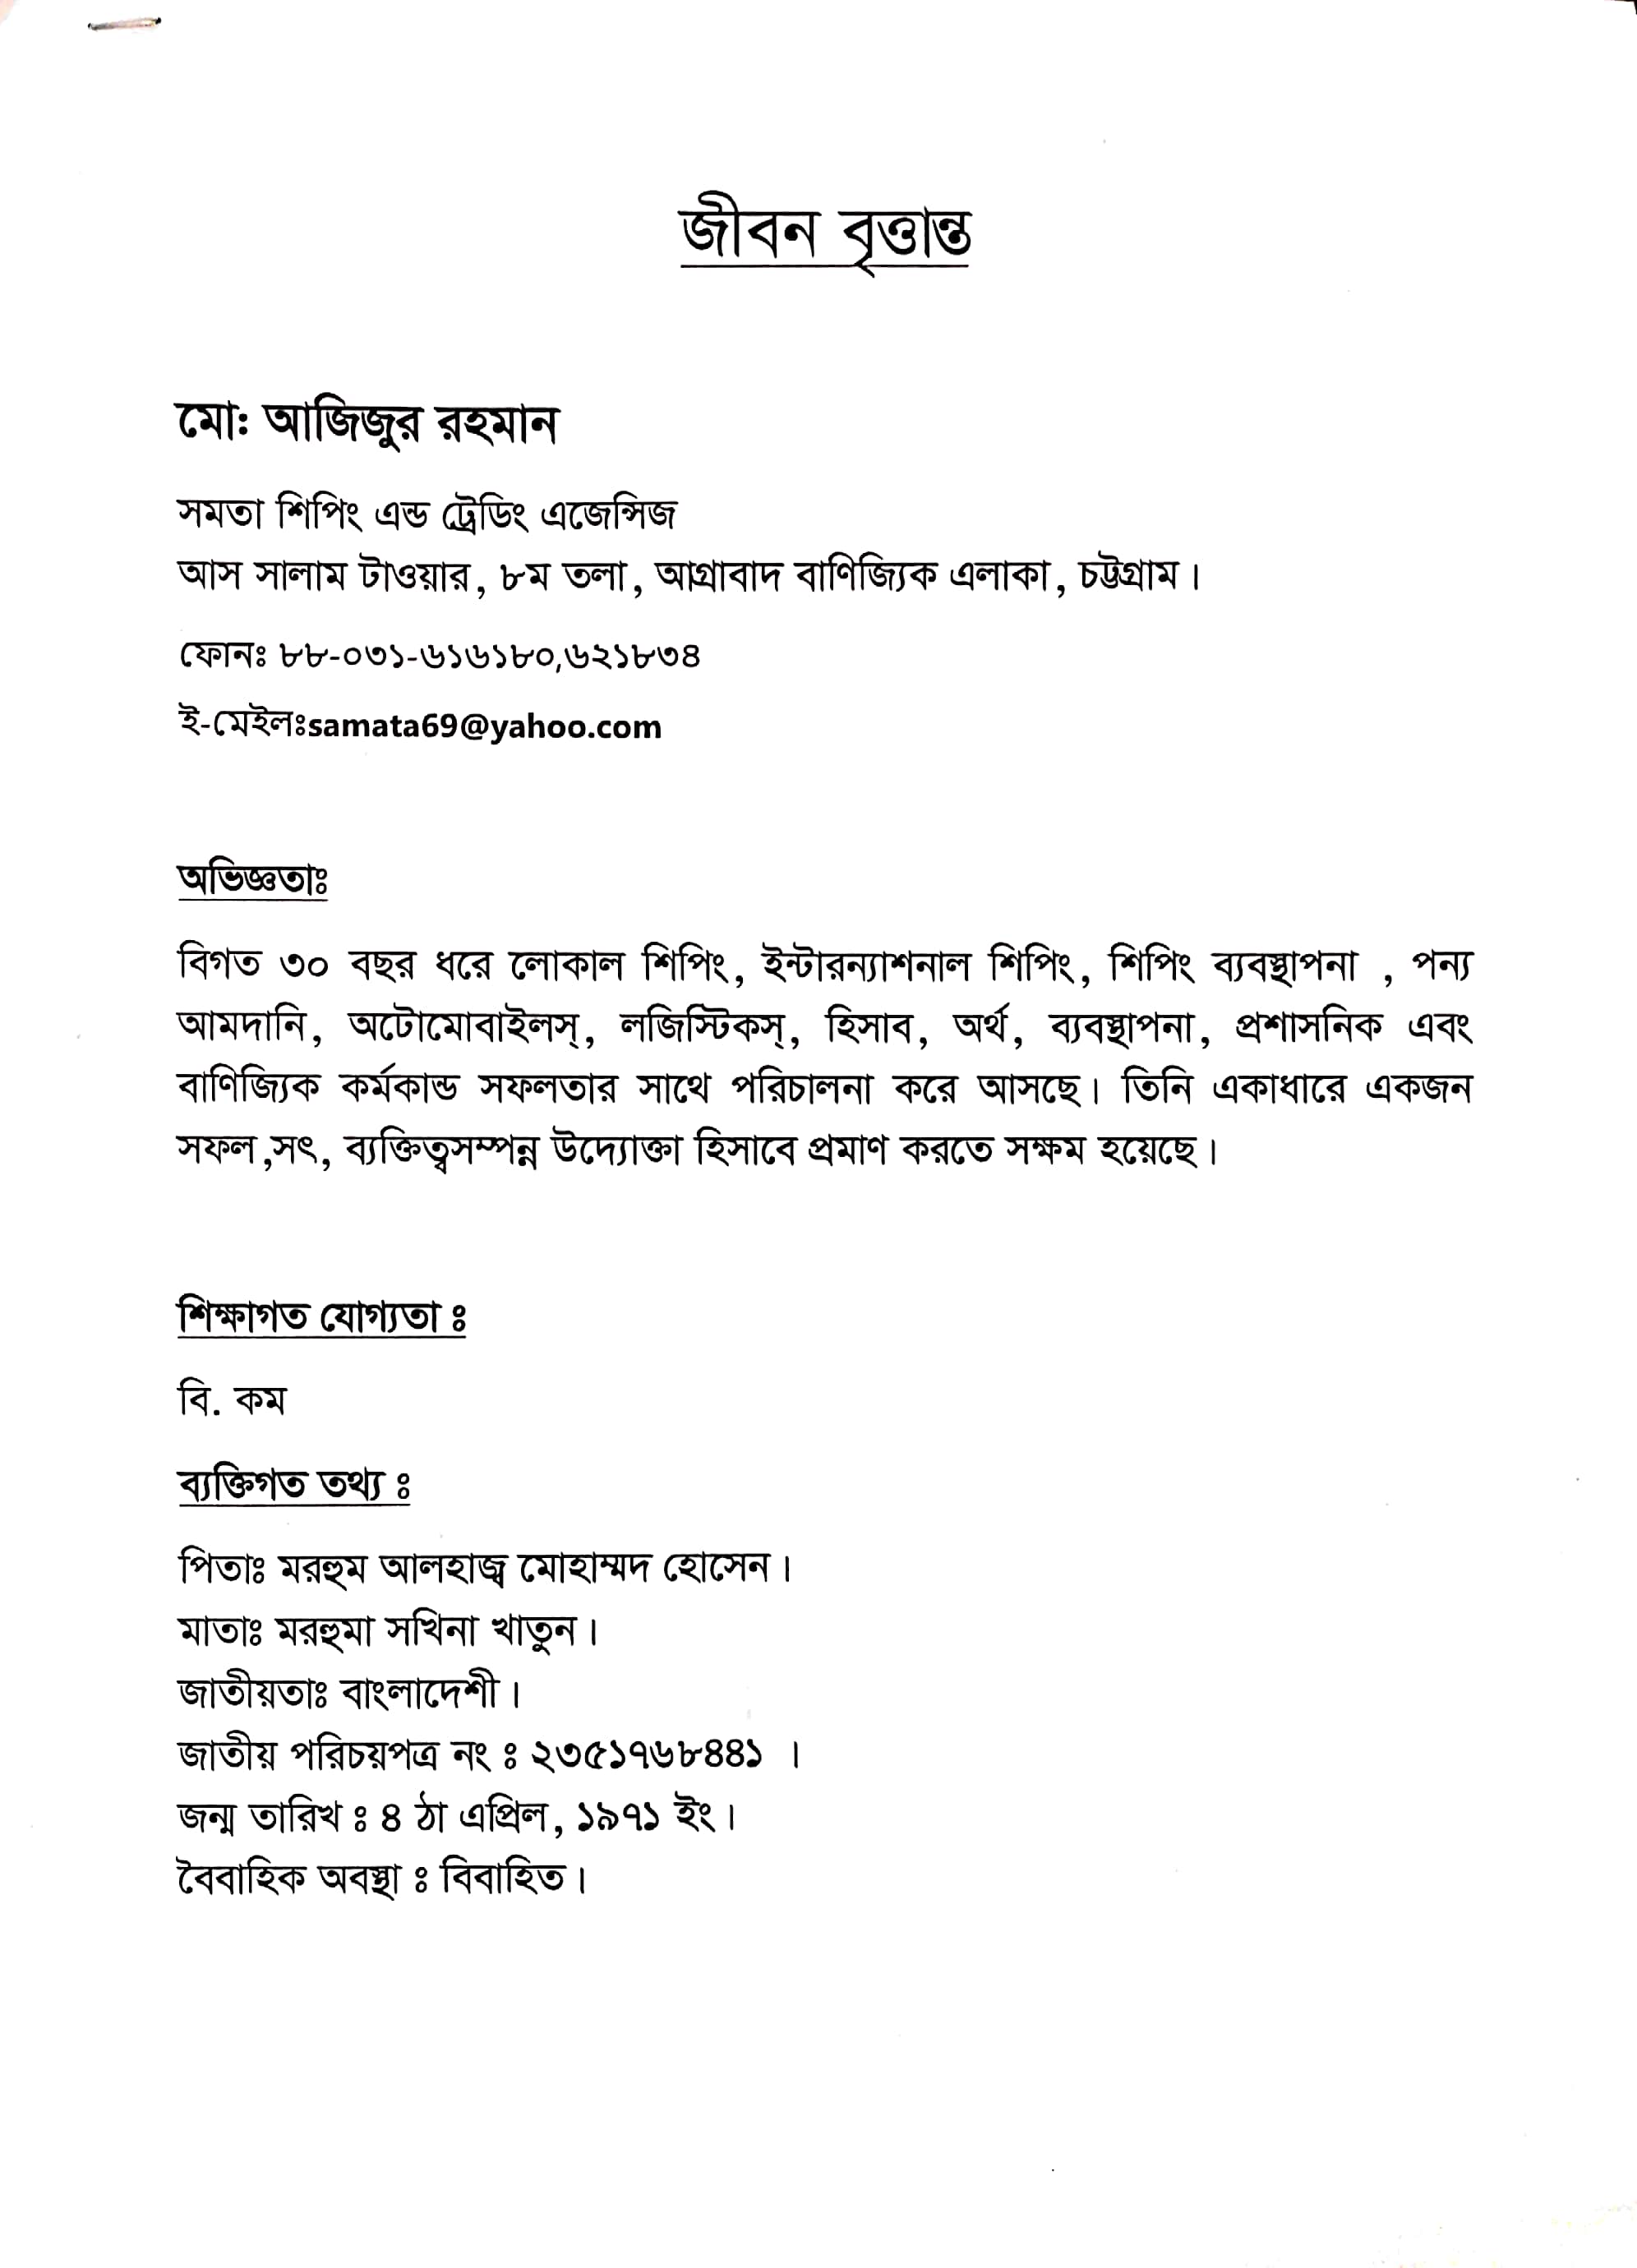 জীবন বৃত্তান্ত
মো: আজিজুর রহমান
সমতা শিপিং এন্ড ট্রেডিং এজেন্সিজ
আস সালাম টাওয়ার, ৮ম তলা, আগ্রাবাদ বাণিজ্যিক এলাকা, চট্টগ্রাম।
ফোনঃ ৮৮-০৩১-৬১৬১৮০,৬২১৮৩৪
ই-মেইলঃsamata69@yahoo.com
অভিজ্ঞতাঃ
বিগত ৩০ বছর ধরে লোকাল শিপিং, ইন্টারন্যাশনাল শিপিং, শিপিং ব্যবস্থাপনা , পন্য
আমদানি, অটোমোবাইলস্, লজিস্টিকস্, হিসাব, অর্থ, ব্যবস্থাপনা, প্রশাসনিক এবং
বাণিজ্যিক কর্মকান্ড সফলতার সাথে পরিচালনা করে আসছে। তিনি একাধারে একজন
সফল ,সৎ, ব্যক্তিত্বসম্পন্ন উদ্যোক্তা হিসাবে প্রমাণ করতে সক্ষম হয়েছে।
শিক্ষাগত যোগ্যতা ঃ
বি. কম
ব্যক্তিগত তথ্য ঃ
পিতাঃ মরহুম আলহাজ্ব মোহাম্মদ হোসেন।
মাতাঃ মরহুমা সখিনা খাতুন।
জাতীয়তাঃ বাংলাদেশী।
জাতীয় পরিচয়পত্র নং ঃ ২৩৫১৭৬৮৪৪১ ।
জন্ম তারিখ ঃ ৪ ঠা এপ্রিল, ১৯৭১ ইং।
বৈবাহিক অবস্থা ঃ বিবাহিত।